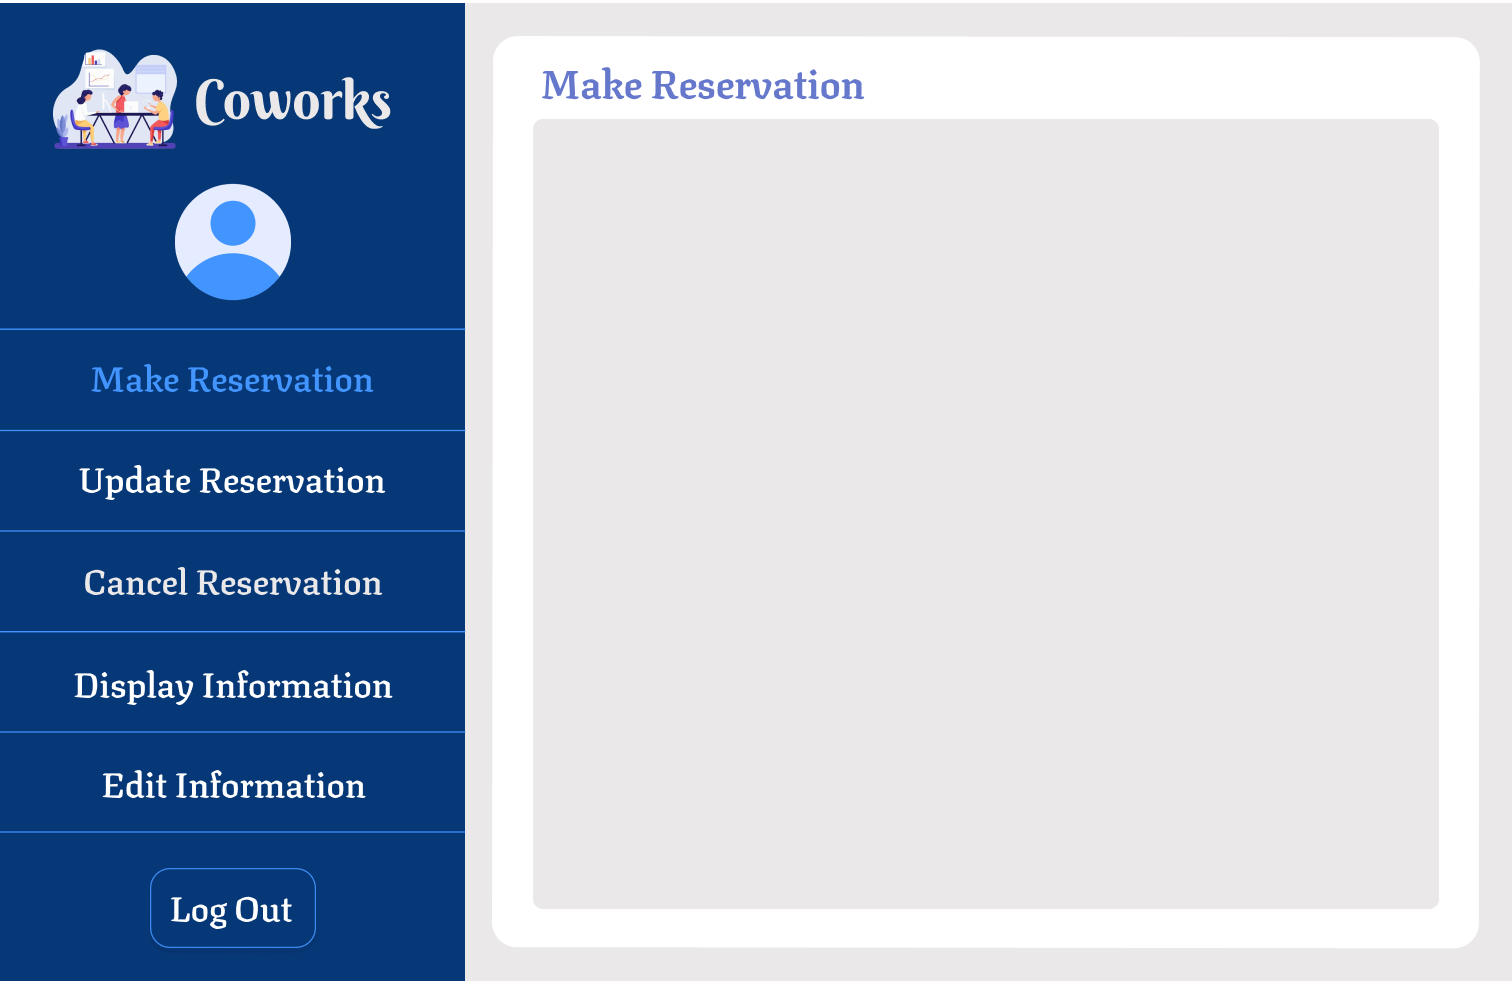 Coworks
Make Reservation
Update Reservation
Cancel Reservation
Display Information
Edit Information
Log Out
Make Reservation